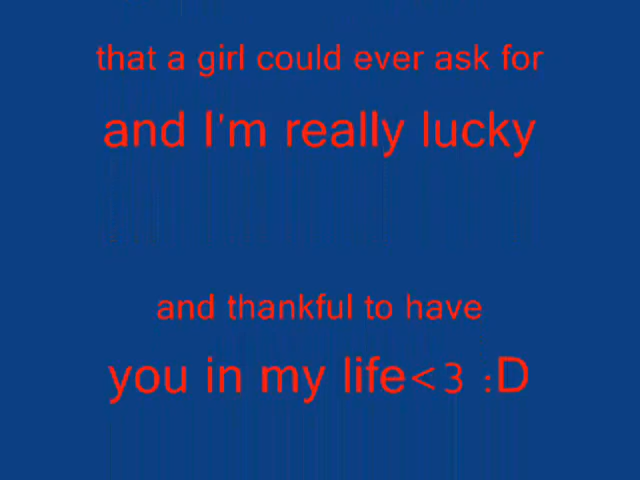 that a girl could ever ask for
and I'm really lucky
and thankful to have
you in my life<3 :D